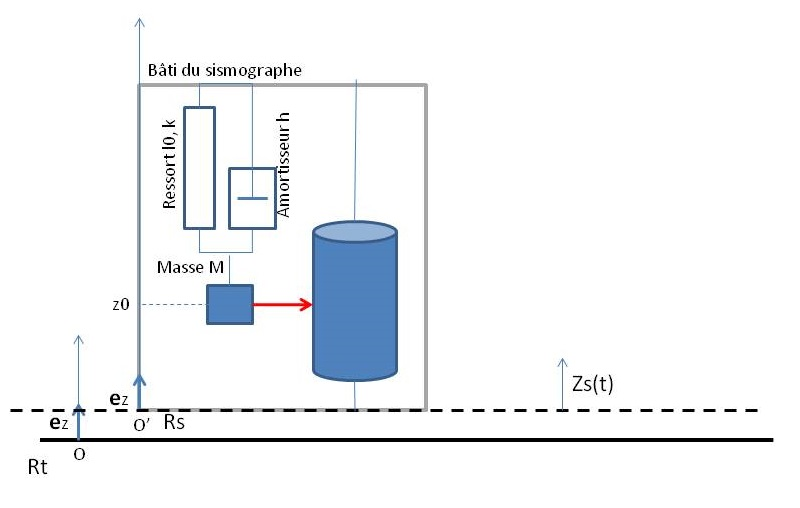 Bâti du sismographe
Ressort l0, k
Amortisseur h
Masse M
z0
Zs(t)
ez
ez
O' Rs
O
Rt